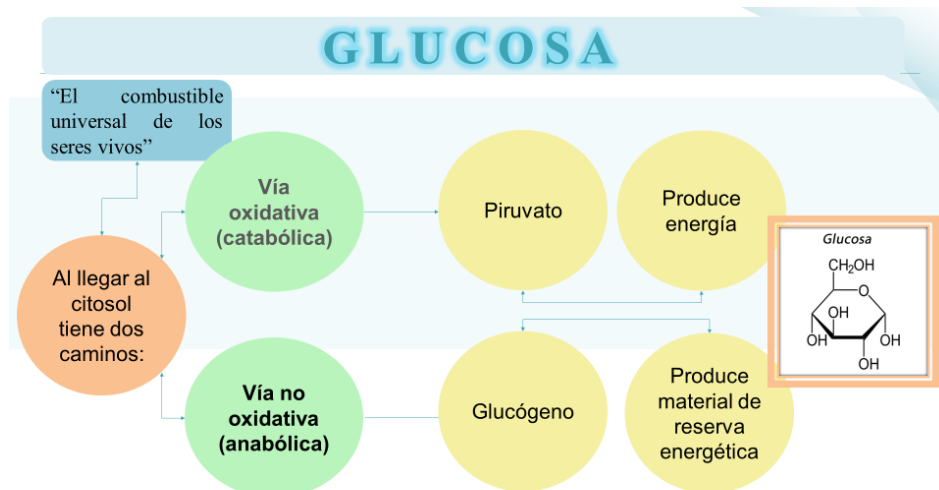 GLUCOSA
“El combustible
universal de los
seres vivos”
Al llegar al
citosol
tiene dos
caminos:
Vía
oxidativa
(catabólica)
Piruvato
Produce
energía
Vía no
oxidativa
(anabólica)
Glucógeno
Produce
material de
reserva
energética
Glucosa
CH₂OH
O
OH
OH
OH
OH